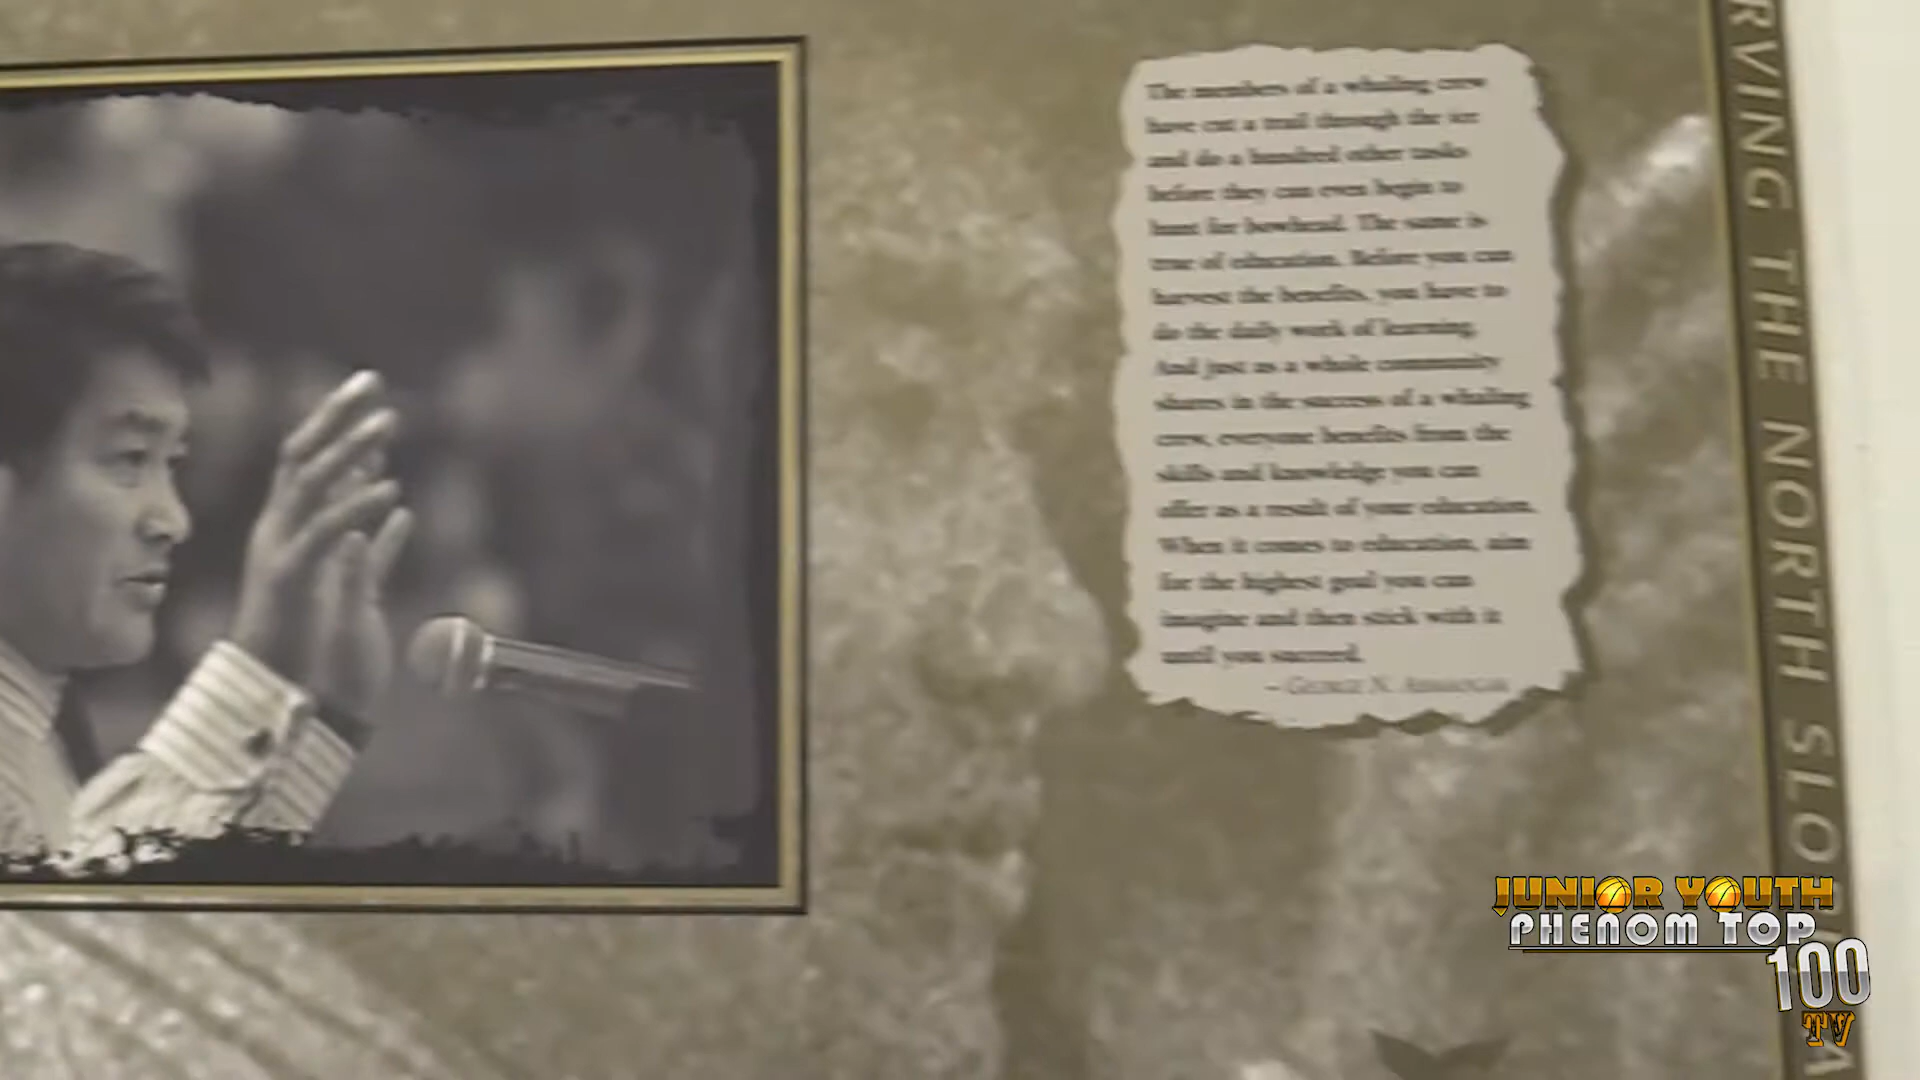 The members of a whaling crew
have cut a trail through the ice
and do a hundred other tasks
before they can even begin to
hunt for bowhead. The same is
true of education. Before you can
harvest the benefits, you have to
do the daily work of learning.
And just as a whole community
shares in the success of a whaling
crew, everyone benefits from the
skills and knowledge you can
offer as a result of your education.
When it comes to education, aim
for the highest goal you can
imagine and then stick with it
until you succeed.
– GEORGE N.
RVING THE NORTH SLO
JUNIOR YOUTH
PHENOM TOP
100
TV